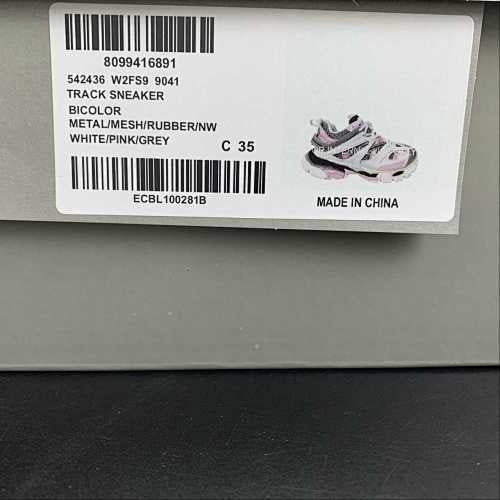 8099416891
542436 W2FS9 9041
TRACK SNEAKER
BICOLOR
METAL/MESH/RUBBER/NW
WHITE/PINK/GREY C 35
ECBL100281B
MADE IN CHINA